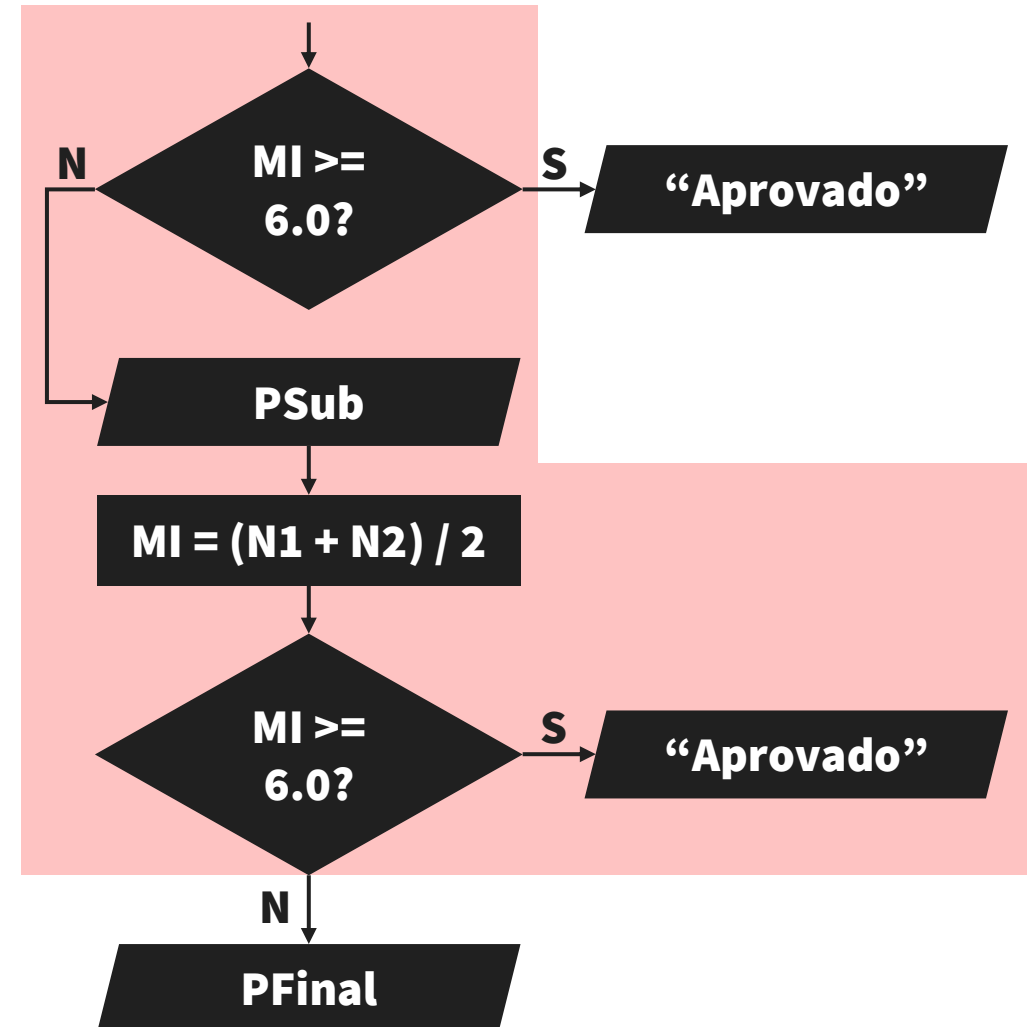 MI >=
6.0?
N
S
“Aprovado”
PSub
MI = (N1 + N2) / 2
MI >=
6.0?
S
“Aprovado”
N
PFinal